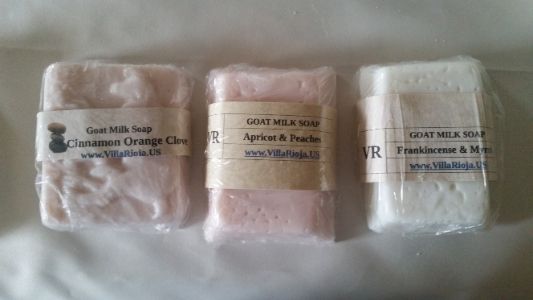 Goat Milk Soap
Cinnamon Orange Clove
www.VillaRioja.US
VR
GOAT MILK SOAP
Apricot & Peaches
www.VillaRioja.US
VR
GOAT MILK SOAP
Frankincense & Myrrh
www.VillaRioja.US